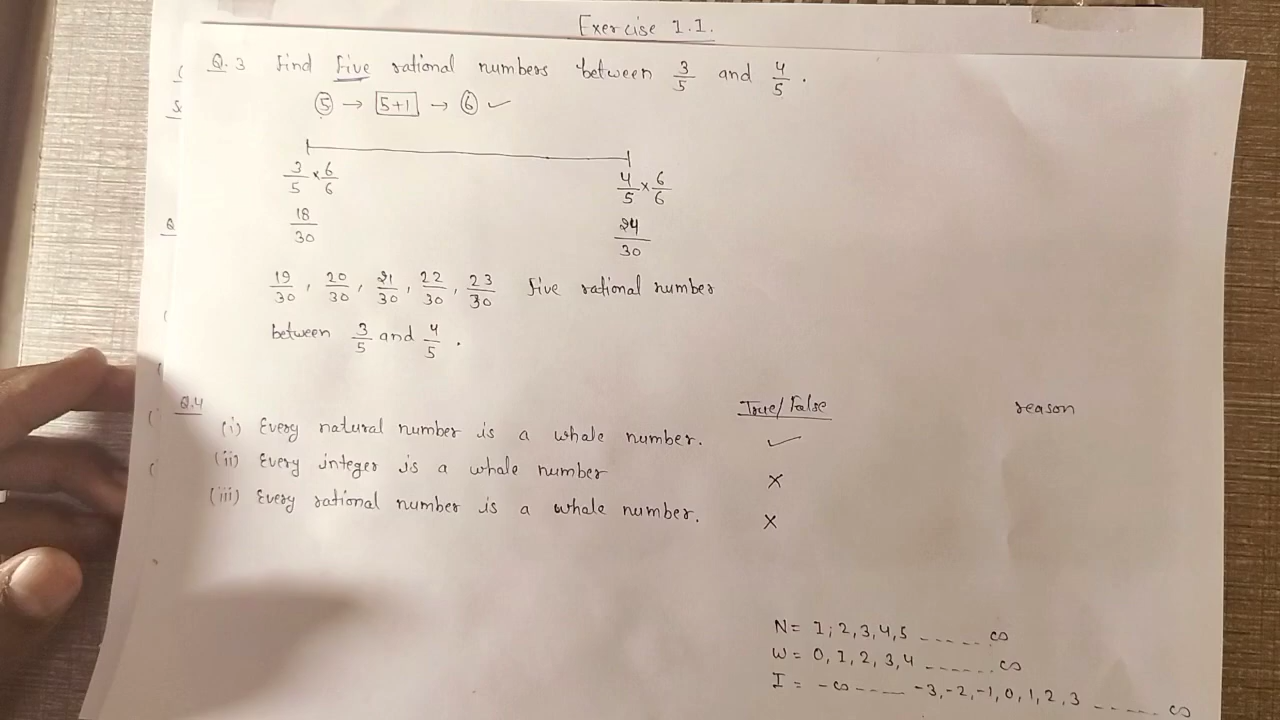 Exercise 1.1.
Q.3 Find five rational numbers between 3/5 and 4/5 .
5 → 5+1 → 6 ✓
3/5 × 6/6 4/5 × 6/6
18/30 24/30
19/30 , 20/30 , 21/30 , 22/30 , 23/30 five rational number
between 3/5 and 4/5 .
Q.4 True/False reason
(i) Every natural number is a whale number. ✓
(ii) Every integer is a whale number ×
(iii) Every rational number is a whale number. ×
N = 1, 2, 3, 4, 5 ----- ∞
W = 0, 1, 2, 3, 4 ------ ∞
I = -∞ ---- -3, -2, -1, 0, 1, 2, 3 ----- ∞